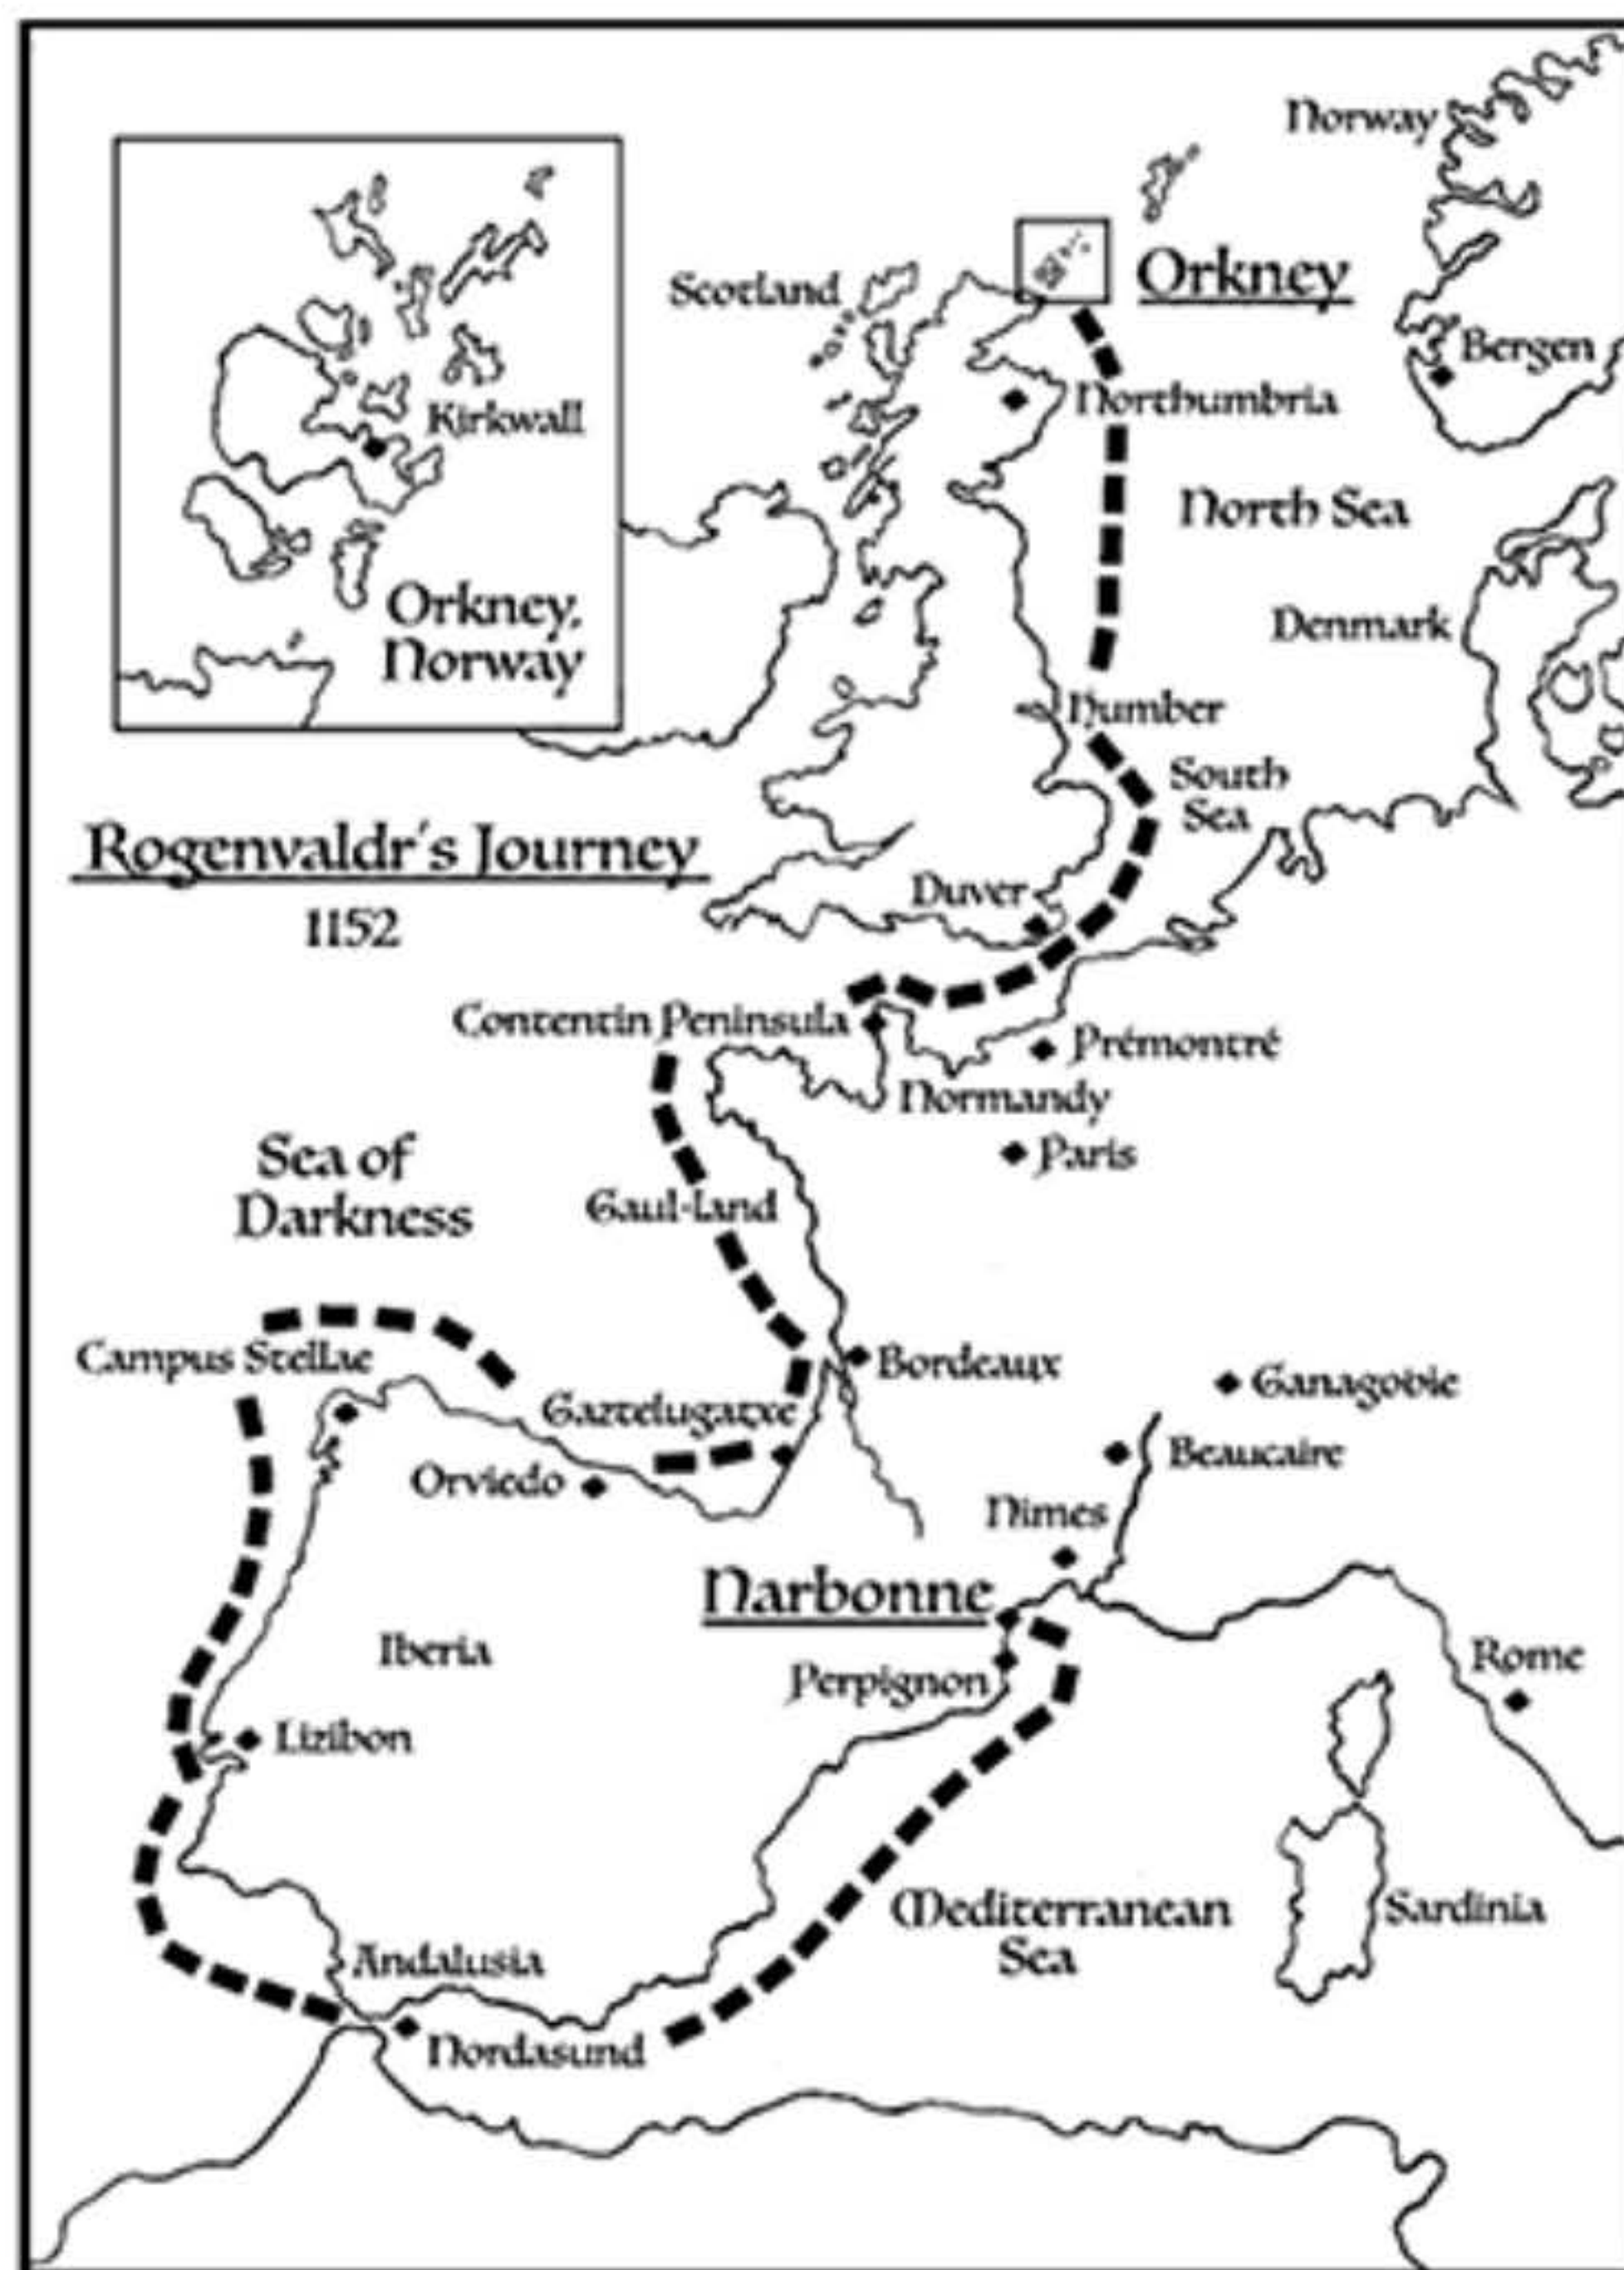 Norway
Orkney
Scotland
Bergen
Northumbria
Kirkwall
North Sea
Orkney,
Norway
Denmark
Humber
South
Sea
Rogenvaldr's Journey
1152
Duver
Contentin Peninsula
Prémontré
Normandy
Paris
Sea of
Darkness
Gaul-land
Campus Stellae
Bordeaux
Ganagobie
Gaztelugatxe
Beaucaire
Orviedo
Nimes
Narbonne
Iberia
Rome
Perpignon
Lizibon
Mediterranean
Sea
Sardinia
Andalusia
Nordasund